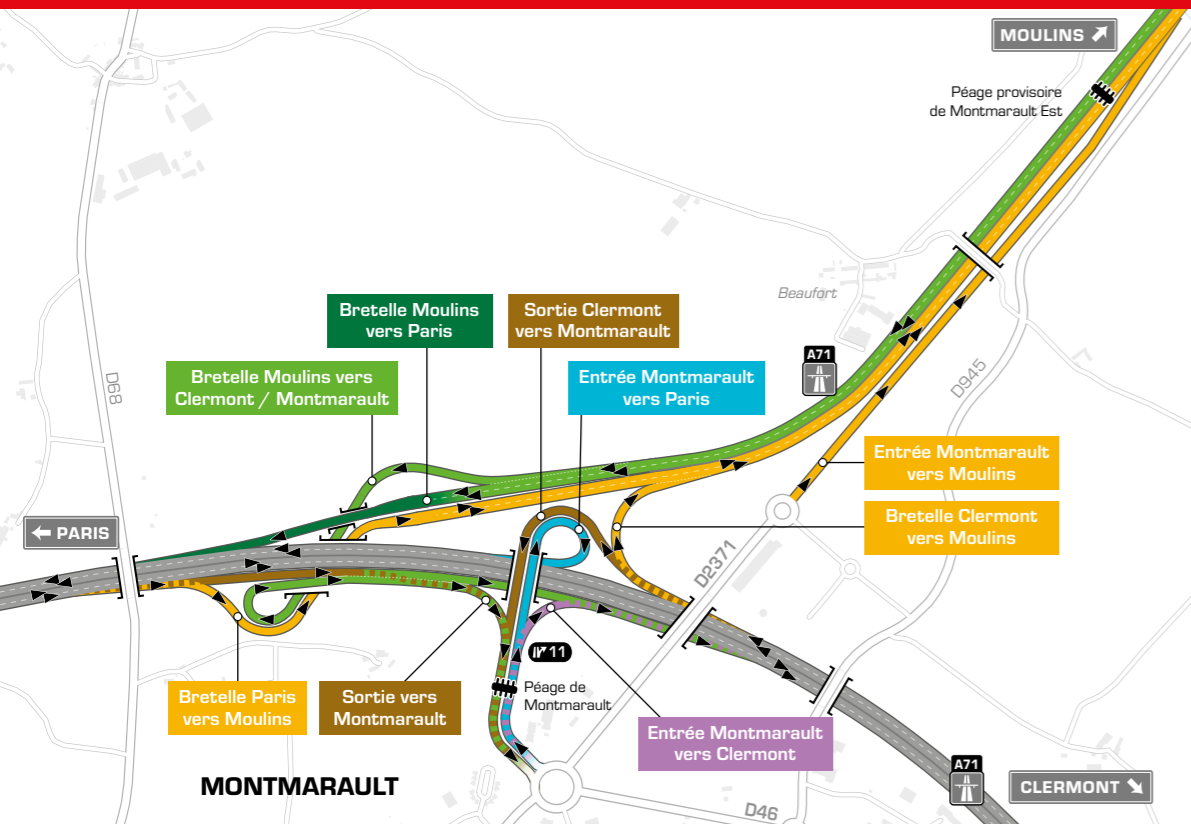 MOULINS ↗
Péage provisoire
de Montmarault Est
Beaufort
Bretelle Moulins
vers Paris
Sortie Clermont
vers Montmarault
A71
Bretelle Moulins vers
Clermont / Montmarault
Entrée Montmarault
vers Paris
D68
D945
Entrée Montmarault
vers Moulins
Bretelle Clermont
vers Moulins
← PARIS
D2371
11
Péage de
Montmarault
Bretelle Paris
vers Moulins
Sortie vers
Montmarault
Entrée Montmarault
vers Clermont
MONTMARAULT
A71
CLERMONT ↘
D46